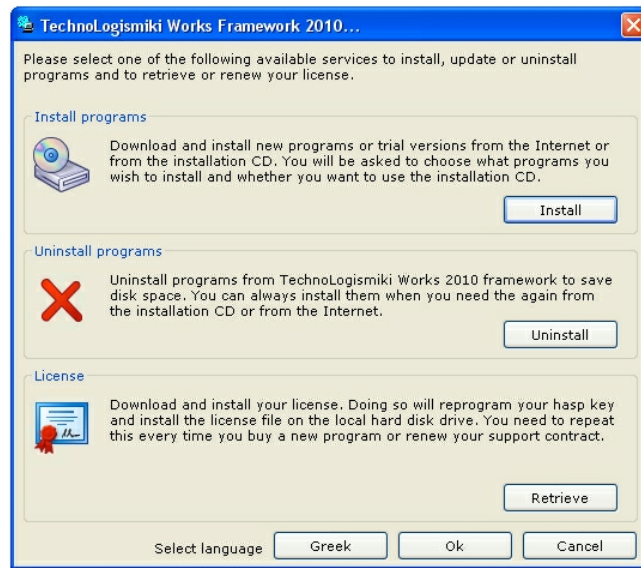 TechnoLogismiki Works Framework 2010...
Please select one of the following available services to install, update or uninstall
programs and to retrieve or renew your license.
Install programs
Download and install new programs or trial versions from the Internet or
from the installation CD. You will be asked to choose what programs you
wish to install and whether you want to use the installation CD.
Install
Uninstall programs
Uninstall programs from TechnoLogismiki Works 2010 framework to save
disk space. You can always install them when you need the again from
the installation CD or from the Internet.
Uninstall
License
Download and install your license. Doing so will reprogram your hasp key
and install the license file on the local hard disk drive. You need to repeat
this every time you buy a new program or renew your support contract.
Retrieve
Select language Greek Ok Cancel